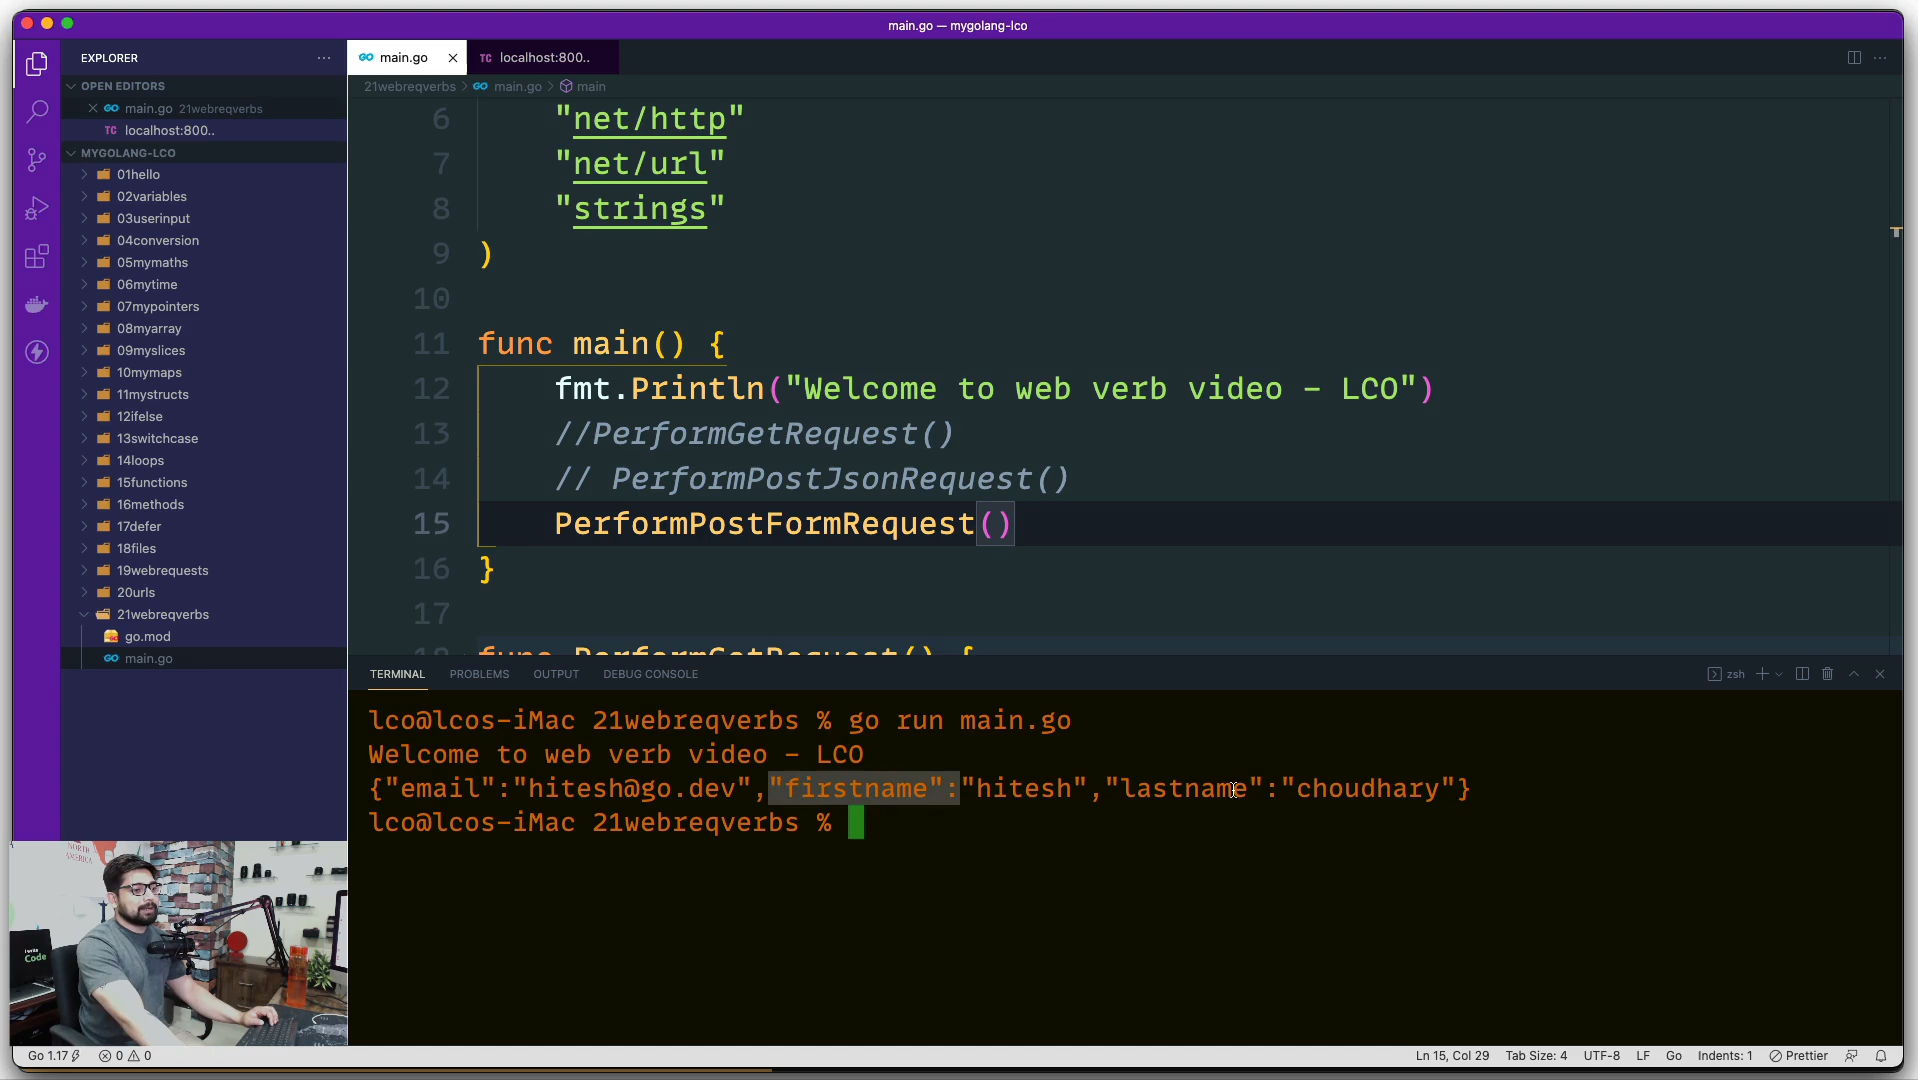 main.go — mygolang-lco
EXPLORER
OPEN EDITORS
main.go 21webreqverbs
localhost:800..
MYGOLANG-LCO
01hello
02variables
03userinput
04conversion
05mymaths
06mytime
07mypointers
08myarray
09myslices
10mymaps
11mystructs
12ifelse
13switchcase
14loops
15functions
16methods
17defer
18files
19webrequests
20urls
21webreqverbs
go.mod
main.go
main.go
TC localhost:800..
21webreqverbs > main.go > main
6 "net/http"
7 "net/url"
8 "strings"
9 )
10
11 func main() {
12 fmt.Println("Welcome to web verb video - LCO")
13 //PerformGetRequest()
14 // PerformPostJsonRequest()
15 PerformPostFormRequest()
16 }
17
18 func PerformGetRequest() {
TERMINAL PROBLEMS OUTPUT DEBUG CONSOLE
zsh
lco@lcos-iMac 21webreqverbs % go run main.go
Welcome to web verb video - LCO
{"email":"hitesh@go.dev","firstname":"hitesh","lastname":"choudhary"}
lco@lcos-iMac 21webreqverbs %
NORTH
AMERICA
I write
Code
Go 1.17 0 0
Ln 15, Col 29 Tab Size: 4 UTF-8 LF Go Indents: 1 Prettier